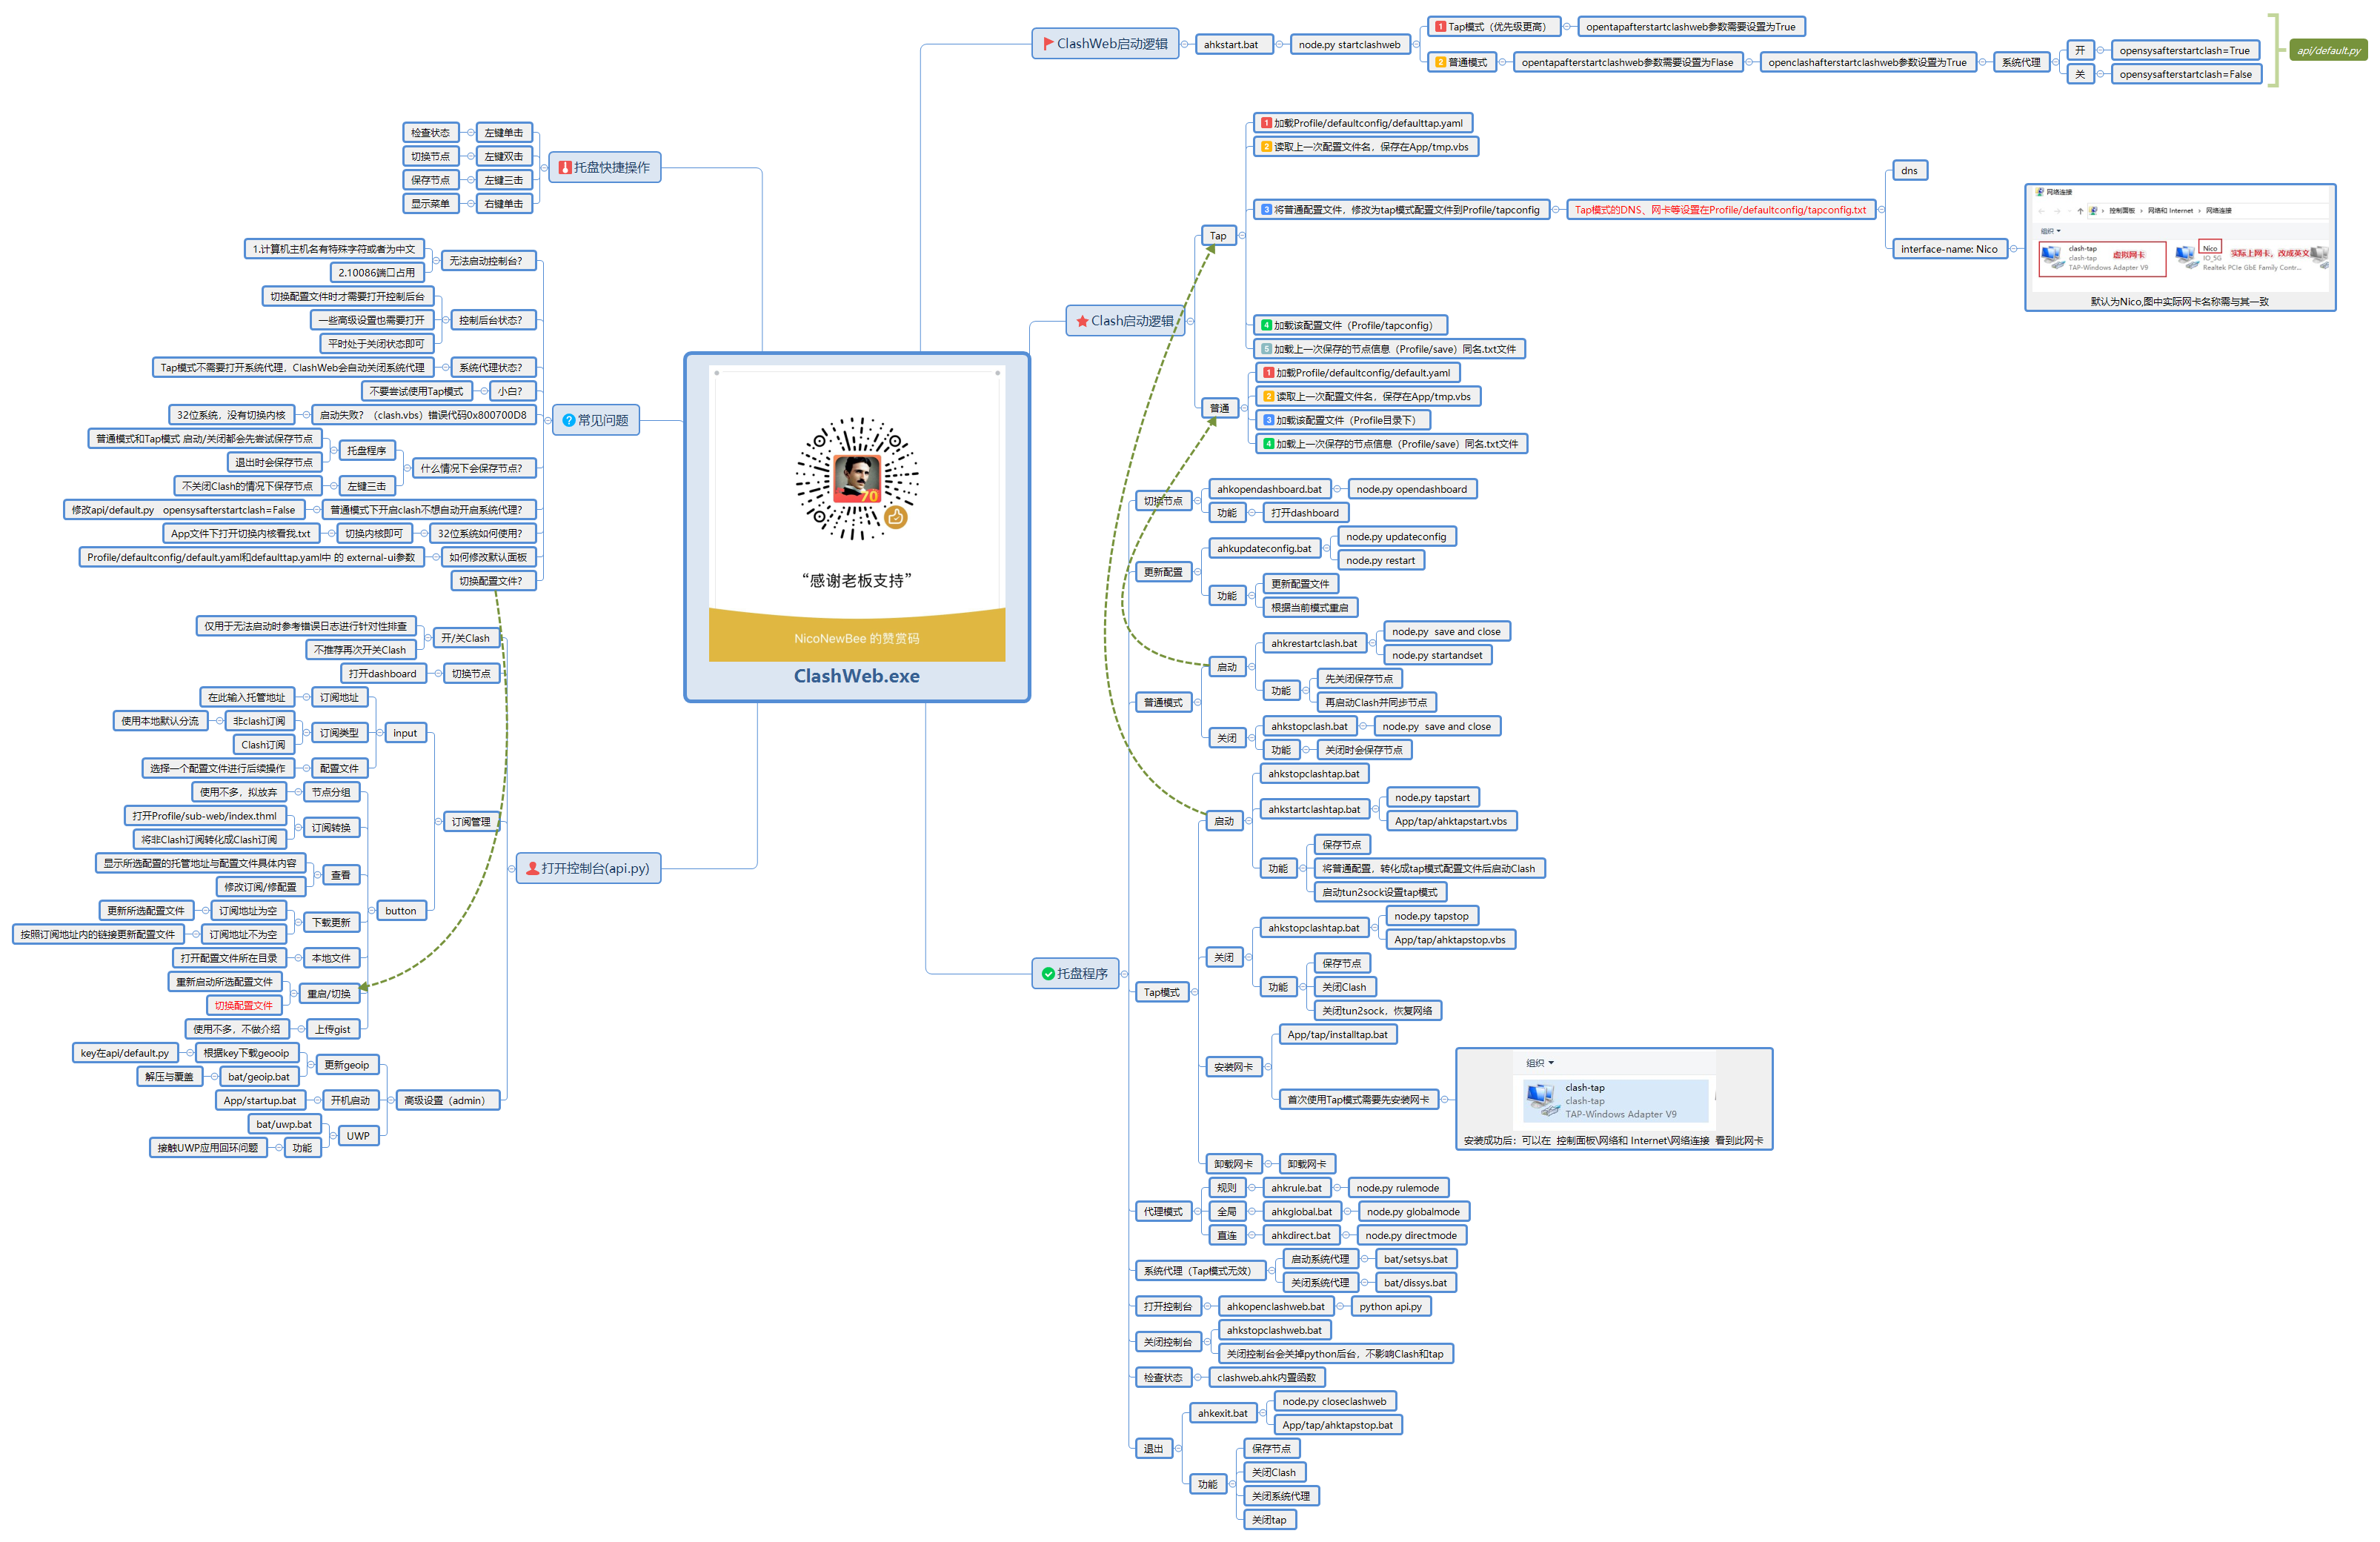 ClashWeb.exe
“感谢老板支持”
NicoNewBee 的赞赏码
70
ClashWeb启动逻辑
ahkstart.bat
node.py startclashweb
1 Tap模式（优先级更高）
opentapafterstartclashweb参数需要设置为True
2 普通模式
opentapafterstartclashweb参数需要设置为Flase
openclashafterstartclashweb参数设置为True
系统代理
开
opensysafterstartclash=True
关
opensysafterstartclash=False
api/default.py
Clash启动逻辑
Tap
1 加载Profile/defaultconfig/defaulttap.yaml
2 读取上一次配置文件名，保存在App/tmp.vbs
3 将普通配置文件，修改为tap模式配置文件到Profile/tapconfig
Tap模式的DNS、网卡等设置在Profile/defaultconfig/tapconfig.txt
dns
interface-name: Nico
网络连接
控制面板 › 网络和 Internet › 网络连接
组织
clash-tap
clash-tap
TAP-Windows Adapter V9
虚拟网卡
Nico
IO_5G
Realtek PCIe GbE Family Contr...
实际上网卡，改成英文
默认为Nico,图中实际网卡名称需与其一致
4 加载该配置文件（Profile/tapconfig）
5 加载上一次保存的节点信息（Profile/save）同名.txt文件
普通
1 加载Profile/defaultconfig/default.yaml
2 读取上一次配置文件名，保存在App/tmp.vbs
3 加载该配置文件（Profile目录下）
4 加载上一次保存的节点信息（Profile/save）同名.txt文件
托盘程序
切换节点
ahkopendashboard.bat
node.py opendashboard
功能
打开dashboard
更新配置
ahkupdateconfig.bat
node.py updateconfig
node.py restart
功能
更新配置文件
根据当前模式重启
普通模式
启动
ahkrestartclash.bat
node.py  save and close
node.py startandset
功能
先关闭保存节点
再启动Clash并同步节点
关闭
ahkstopclash.bat
node.py  save and close
功能
关闭时会保存节点
Tap模式
启动
ahkstopclashtap.bat
ahkstartclashtap.bat
node.py tapstart
App/tap/ahktapstart.vbs
功能
保存节点
将普通配置，转化成tap模式配置文件后启动Clash
启动tun2sock设置tap模式
关闭
ahkstopclashtap.bat
node.py tapstop
App/tap/ahktapstop.vbs
功能
保存节点
关闭Clash
关闭tun2sock，恢复网络
安装网卡
App/tap/installtap.bat
首次使用Tap模式需要先安装网卡
组织
clash-tap
clash-tap
TAP-Windows Adapter V9
安装成功后：可以在  控制面板\网络和 Internet\网络连接  看到此网卡
卸载网卡
卸载网卡
代理模式
规则
ahkrule.bat
node.py rulemode
全局
ahkglobal.bat
node.py globalmode
直连
ahkdirect.bat
node.py directmode
系统代理（Tap模式无效）
启动系统代理
bat/setsys.bat
关闭系统代理
bat/dissys.bat
打开控制台
ahkopenclashweb.bat
python api.py
关闭控制台
ahkstopclashweb.bat
关闭控制台会关掉python后台，不影响Clash和tap
检查状态
clashweb.ahk内置函数
退出
ahkexit.bat
node.py closeclashweb
App/tap/ahktapstop.bat
功能
保存节点
关闭Clash
关闭系统代理
关闭tap
托盘快捷操作
左键单击
检查状态
左键双击
切换节点
左键三击
保存节点
右键单击
显示菜单
常见问题
无法启动控制台？
1.计算机主机名有特殊字符或者为中文
2.10086端口占用
控制后台状态？
切换配置文件时才需要打开控制后台
一些高级设置也需要打开
平时处于关闭状态即可
系统代理状态？
Tap模式不需要打开系统代理，ClashWeb会自动关闭系统代理
小白？
不要尝试使用Tap模式
启动失败？（clash.vbs）错误代码0x800700D8
32位系统，没有切换内核
什么情况下会保存节点？
托盘程序
普通模式和Tap模式 启动/关闭都会先尝试保存节点
退出时会保存节点
左键三击
不关闭Clash的情况下保存节点
普通模式下开启clash不想自动开启系统代理？
修改api/default.py   opensysafterstartclash=False
32位系统如何使用？
切换内核即可
App文件下打开切换内核看我.txt
如何修改默认面板
Profile/defaultconfig/default.yaml和defaulttap.yaml中 的 external-ui参数
切换配置文件？
打开控制台(api.py)
开/关Clash
仅用于无法启动时参考错误日志进行针对性排查
不推荐再次开关Clash
切换节点
打开dashboard
订阅管理
input
订阅地址
在此输入托管地址
订阅类型
非clash订阅
使用本地默认分流
Clash订阅
配置文件
选择一个配置文件进行后续操作
button
节点分组
使用不多，拟放弃
订阅转换
打开Profile/sub-web/index.thml
将非Clash订阅转化成Clash订阅
查看
显示所选配置的托管地址与配置文件具体内容
修改订阅/修配置
下载更新
订阅地址为空
更新所选配置文件
订阅地址不为空
按照订阅地址内的链接更新配置文件
本地文件
打开配置文件所在目录
重启/切换
重新启动所选配置文件
切换配置文件
上传gist
使用不多，不做介绍
高级设置（admin）
更新geoip
根据key下载geooip
key在api/default.py
bat/geoip.bat
解压与覆盖
开机启动
App/startup.bat
UWP
bat/uwp.bat
功能
接触UWP应用回环问题